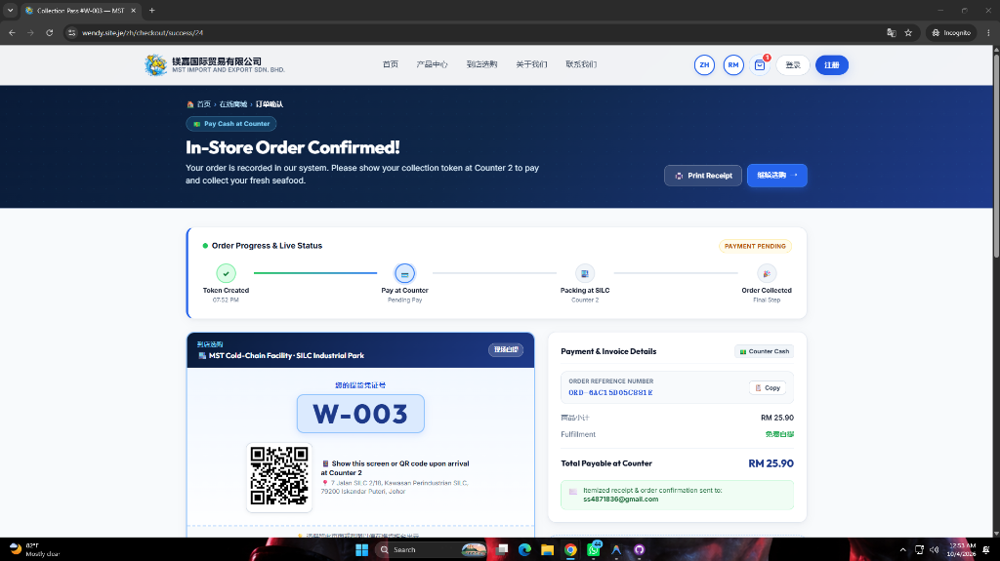 Collection Pass #W-003 — MST
wendy.site.je/zh/checkout/success/24
Incognito
镁嘉国际贸易有限公司
MST IMPORT AND EXPORT SDN. BHD.
首页 产品中心 到店选购 关于我们 联系我们
ZH RM 1 登录 注册
首页 › 在线商城 › 订单确认
Pay Cash at Counter
In-Store Order Confirmed!
Your order is recorded in our system. Please show your collection token at Counter 2 to pay
and collect your fresh seafood.
Print Receipt
继续选购 →
Order Progress & Live Status
PAYMENT PENDING
Token Created
07:52 PM
Pay at Counter
Pending Pay
Packing at SILC
Counter 2
Order Collected
Final Step
到店选购
MST Cold-Chain Facility · SILC Industrial Park
现场自提
您的提货凭证号
W-003
Show this screen or QR code upon arrival
at Counter 2
7 Jalan SILC 2/18, Kawasan Perindustrian SILC,
79200 Iskandar Puteri, Johor
Payment & Invoice Details
Counter Cash
ORDER REFERENCE NUMBER
ORD-6AC15D05C881E
Copy
商品小计 RM 25.90
Fulfillment 免费自提
Total Payable at Counter RM 25.90
Itemized receipt & order confirmation sent to:
ss4871836@gmail.com
82°F
Mostly clear
Search
12:53 AM
10/4/2026